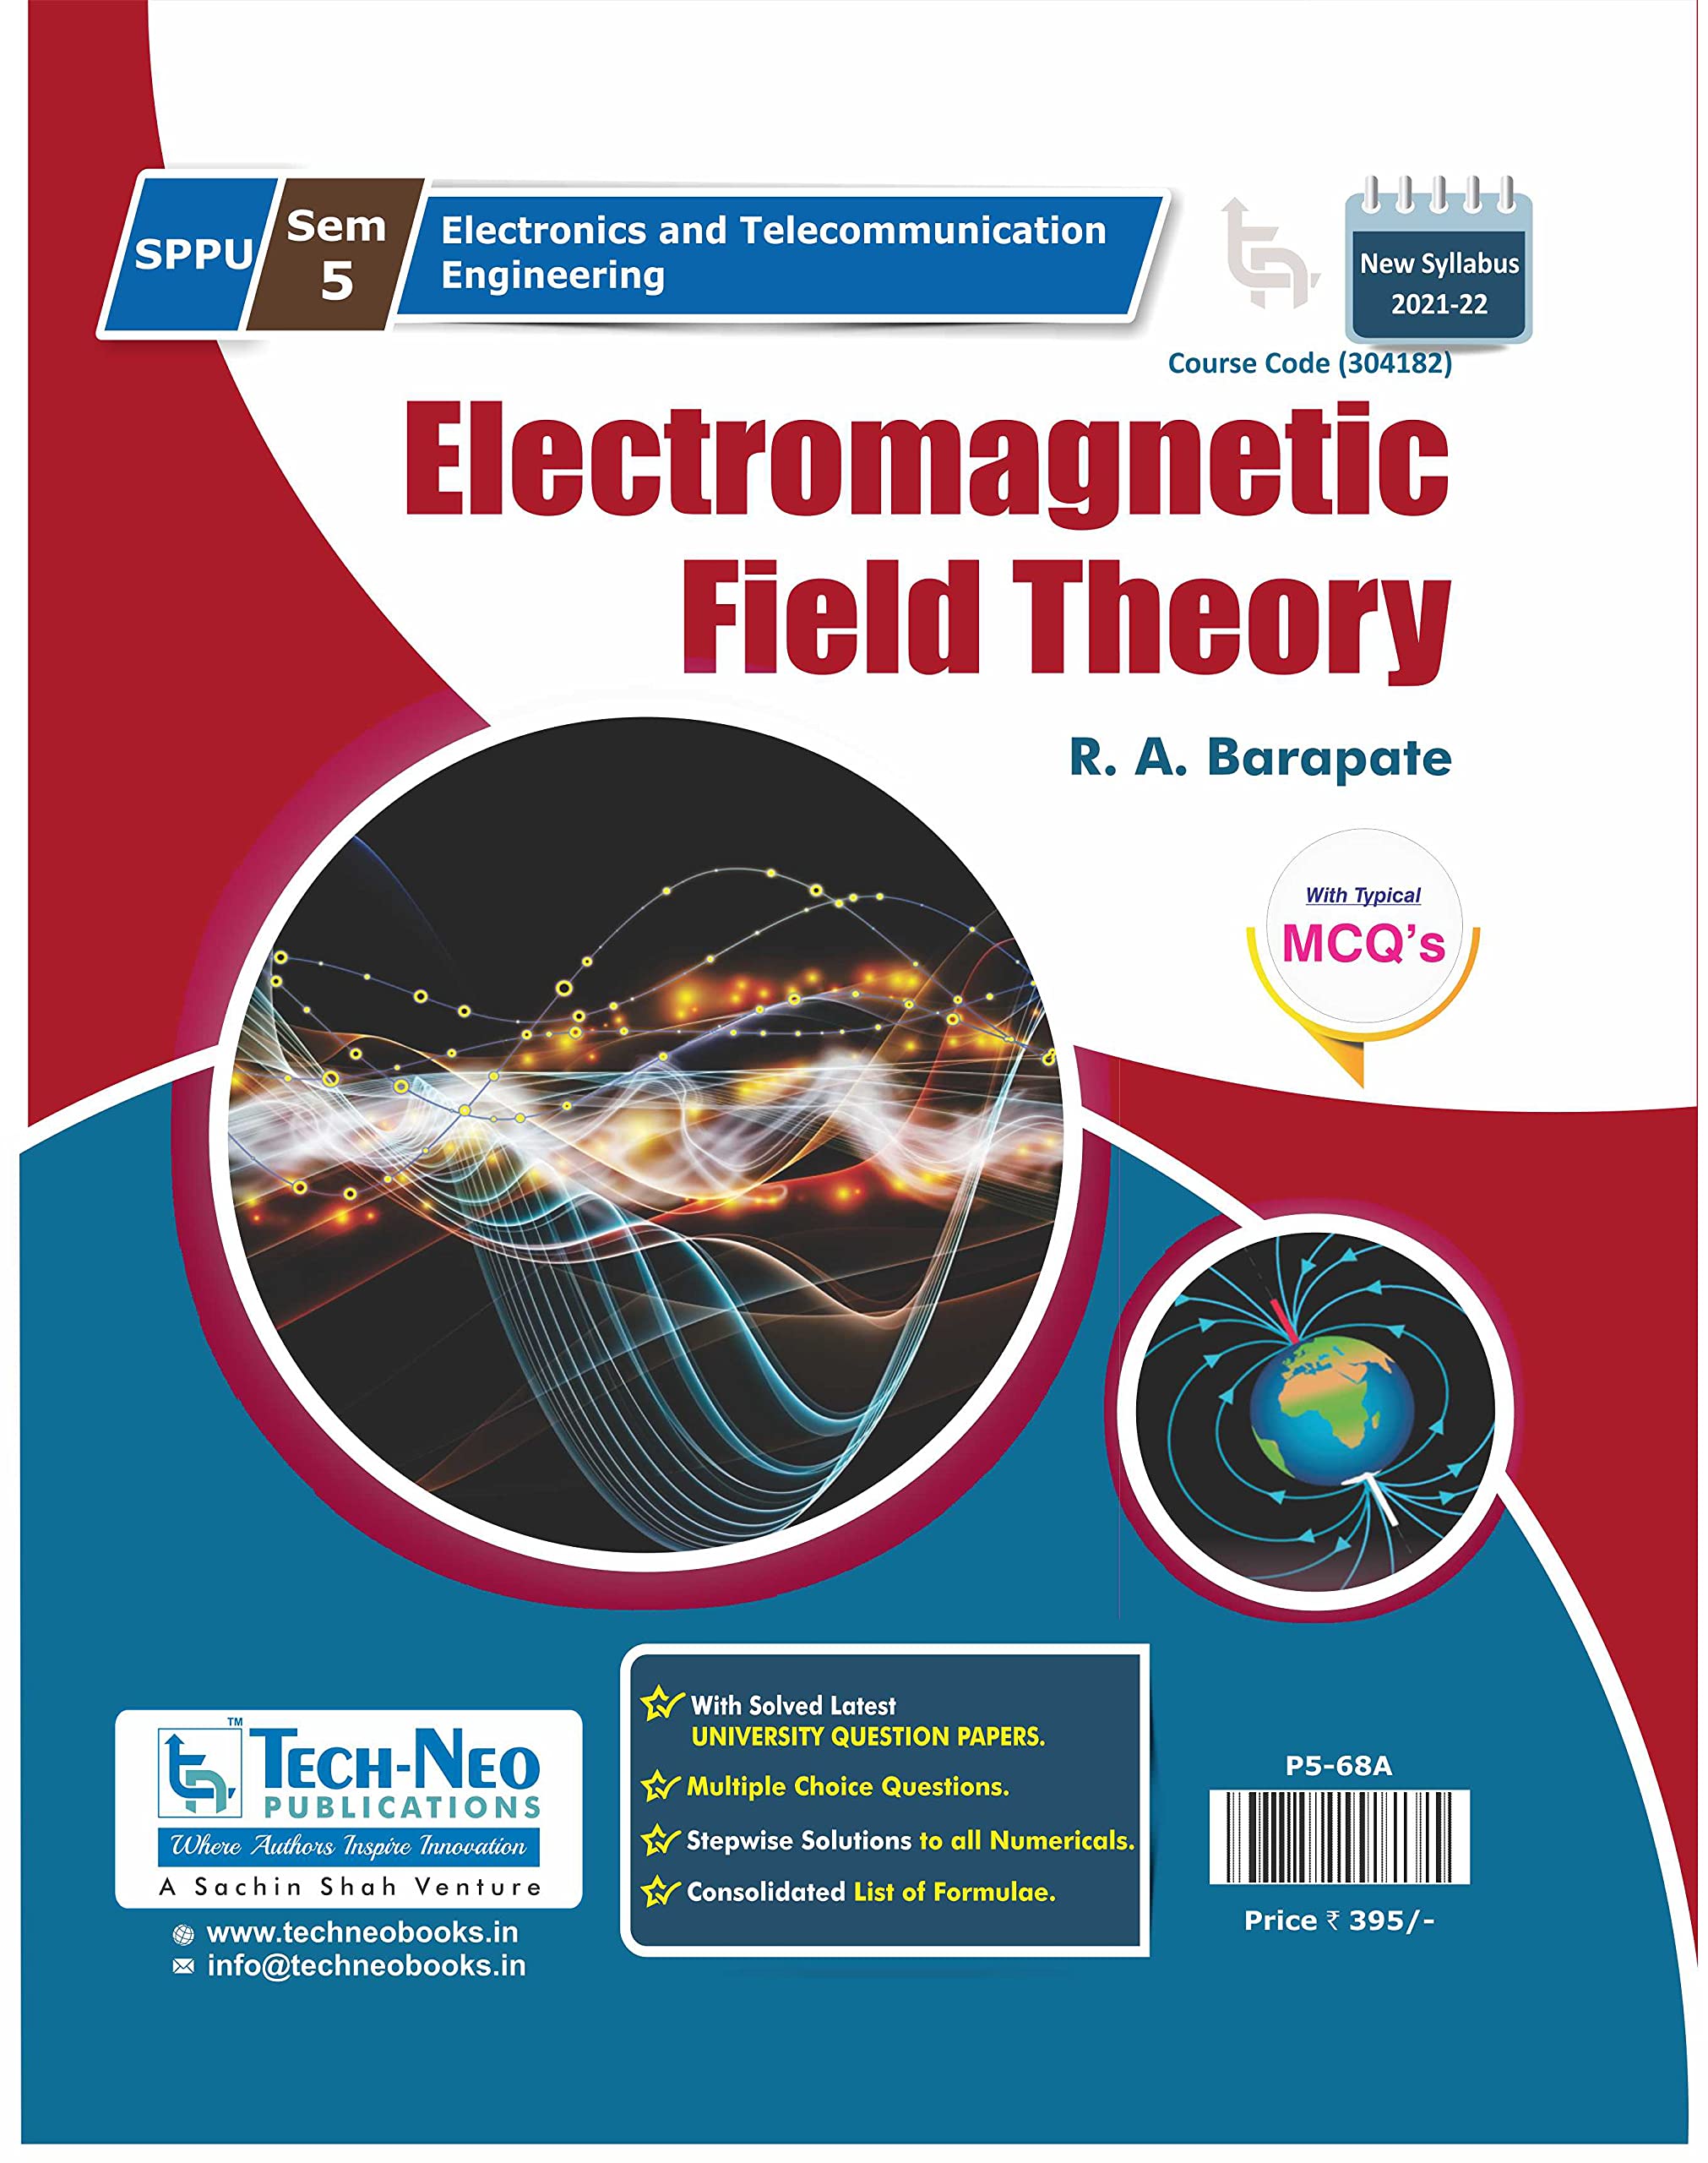 SPPU
Sem
5
Electronics and Telecommunication
Engineering
New Syllabus
2021-22
Course Code (304182)
Electromagnetic
Field Theory
R. A. Barapate
With Typical
MCQ's
With Solved Latest
UNIVERSITY QUESTION PAPERS.
Multiple Choice Questions.
Stepwise Solutions to all Numericals.
Consolidated List of Formulae.
TM
TECH-NEO
PUBLICATIONS
Where Authors Inspire Innovation
A Sachin Shah Venture
www.techneobooks.in
info@techneobooks.in
P5-68A
Price ₹ 395/-